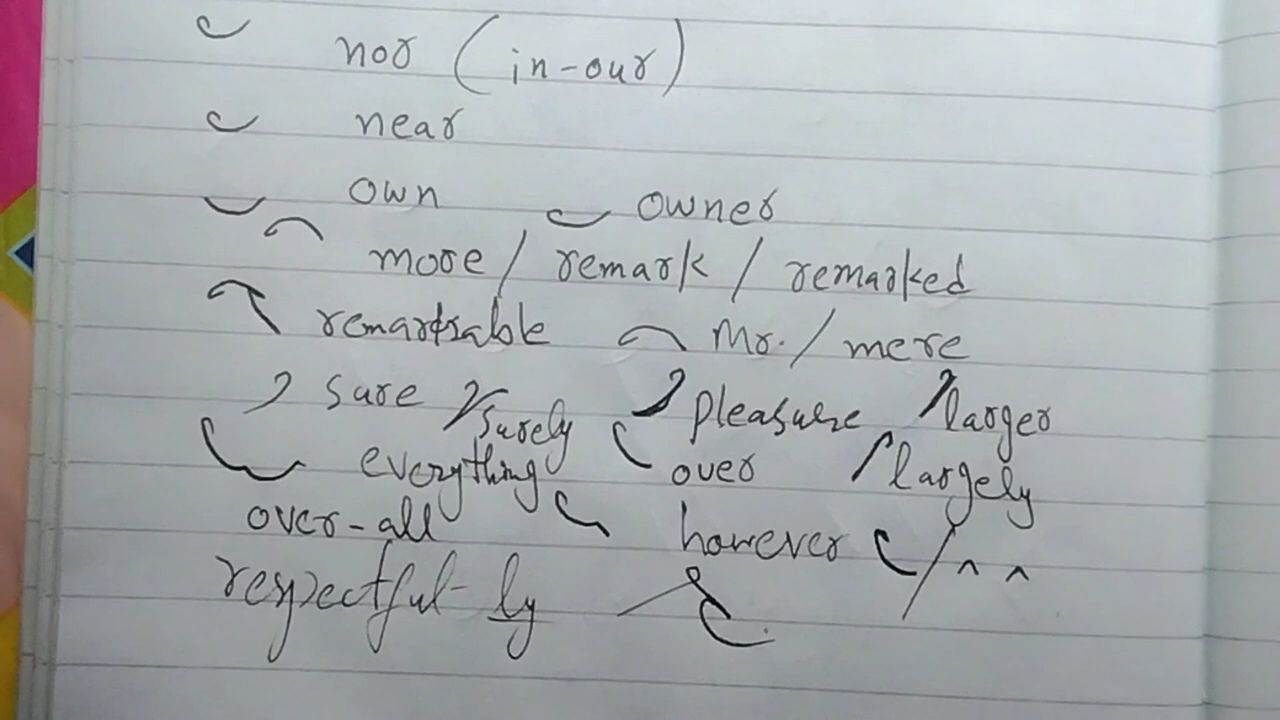 nor (in-our)
near
own owner
more / remark / remarked
remarkable Mr. / mere
sure surely pleasure larger
everything over largely
over-all however
respectful-ly